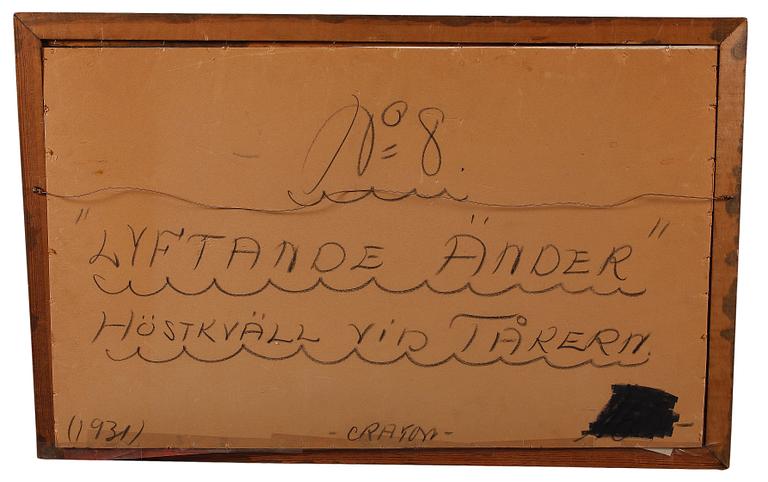 No 8.
"LYFTANDE ÄNDER"
HÖSTKVÄLL VID TÅKERN.
(1931) - CRAYON -